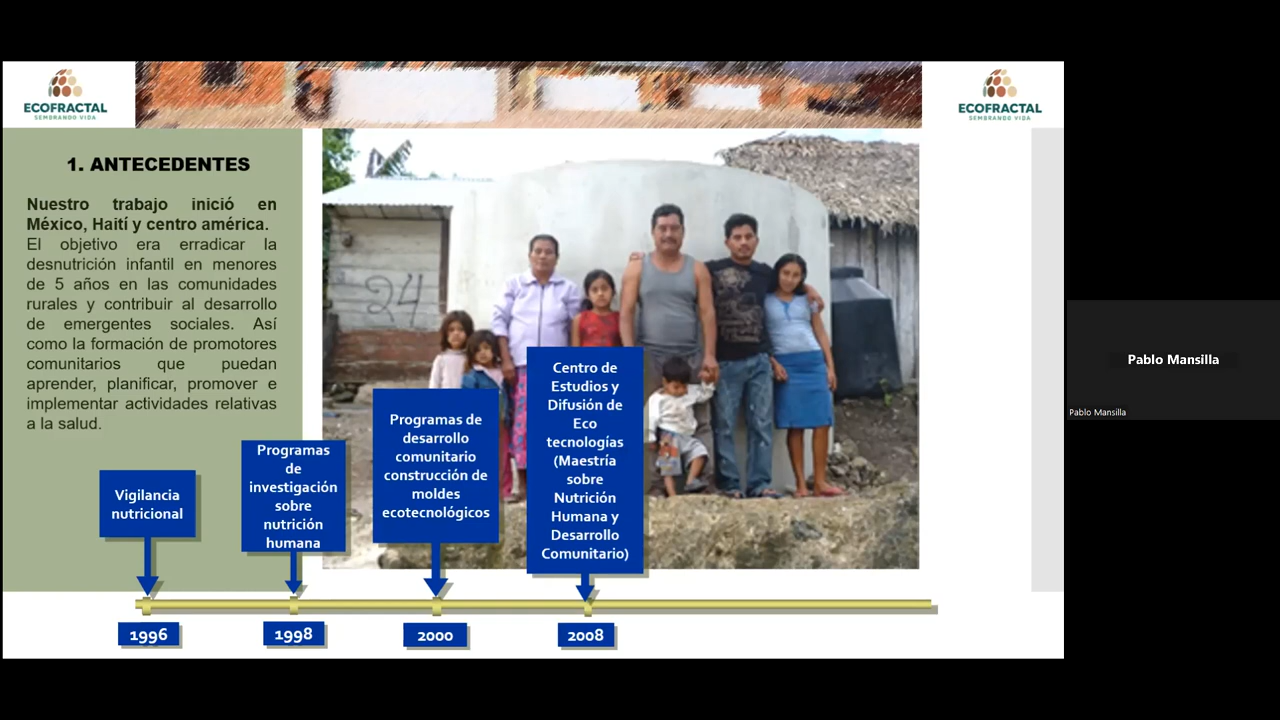 ECOFRACTAL
SEMBRANDO VIDA
ECOFRACTAL
SEMBRANDO VIDA
1. ANTECEDENTES
Nuestro trabajo inició en
México, Haití y centro américa.
El objetivo era erradicar la
desnutrición infantil en menores
de 5 años en las comunidades
rurales y contribuir al desarrollo
de emergentes sociales. Así
como la formación de promotores
comunitarios que puedan
aprender, planificar, promover e
implementar actividades relativas
a la salud.
24
Vigilancia
nutricional
Programas
de
investigación
sobre
nutrición
humana
Programas de
desarrollo
comunitario
construcción de
moldes
ecotecnológicos
Centro de
Estudios y
Difusión de
Eco
tecnologías
(Maestría
sobre
Nutrición
Humana y
Desarrollo
Comunitario)
1996
1998
2000
2008
Pablo Mansilla
Pablo Mansilla